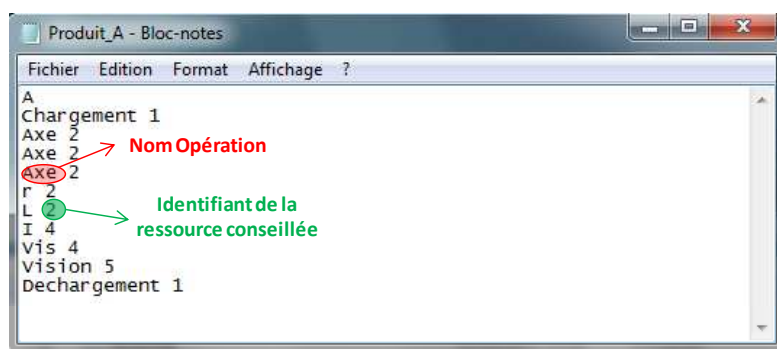 Produit_A - Bloc-notes
Fichier Edition Format Affichage ?
A
Chargement 1
Axe 2
Axe 2
Nom Opération
Axe 2
r 2
L 2
Identifiant de la
ressource conseillée
I 4
Vis 4
Vision 5
Dechargement 1